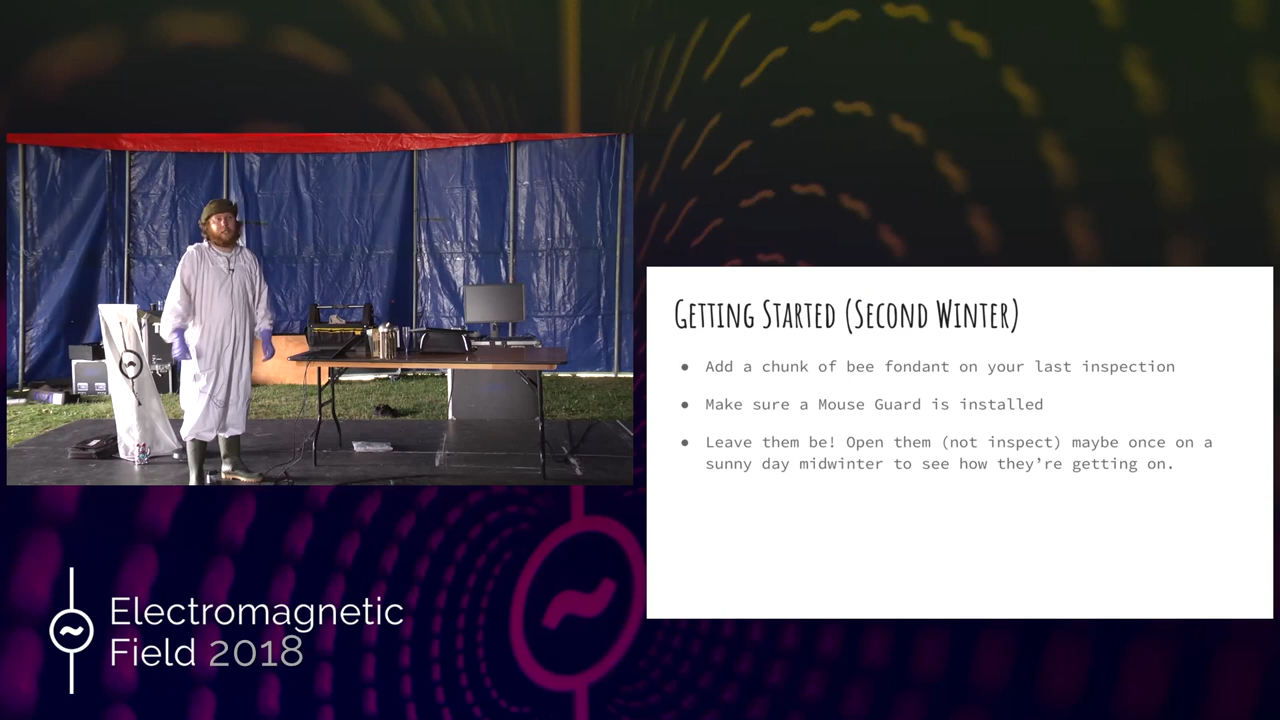 Getting Started (Second Winter)
● Add a chunk of bee fondant on your last inspection
● Make sure a Mouse Guard is installed
● Leave them be! Open them (not inspect) maybe once on a
sunny day midwinter to see how they’re getting on.
Electromagnetic
Field 2018